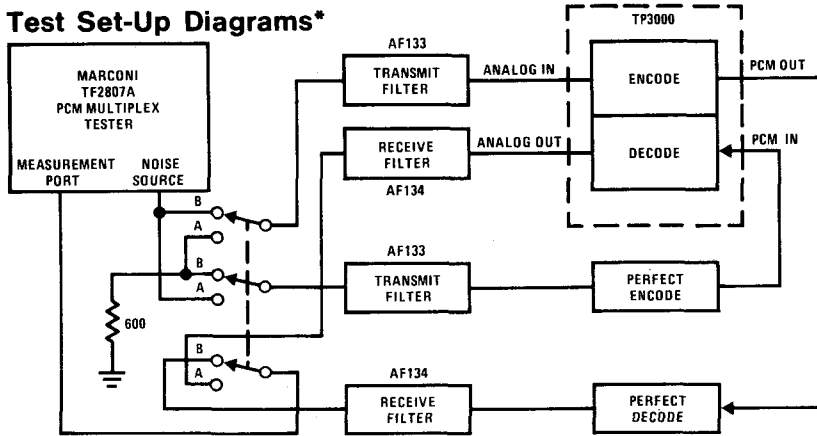 Test Set-Up Diagrams*
MARCONI
TF2807A
PCM MULTIPLEX
TESTER
MEASUREMENT
PORT
NOISE
SOURCE
AF133
TRANSMIT
FILTER
ANALOG IN
TP3000
ENCODE
PCM OUT
RECEIVE
FILTER
AF134
ANALOG OUT
DECODE
PCM IN
B
A
B
A
600
AF133
TRANSMIT
FILTER
PERFECT
ENCODE
B
A
AF134
RECEIVE
FILTER
PERFECT
DECODE